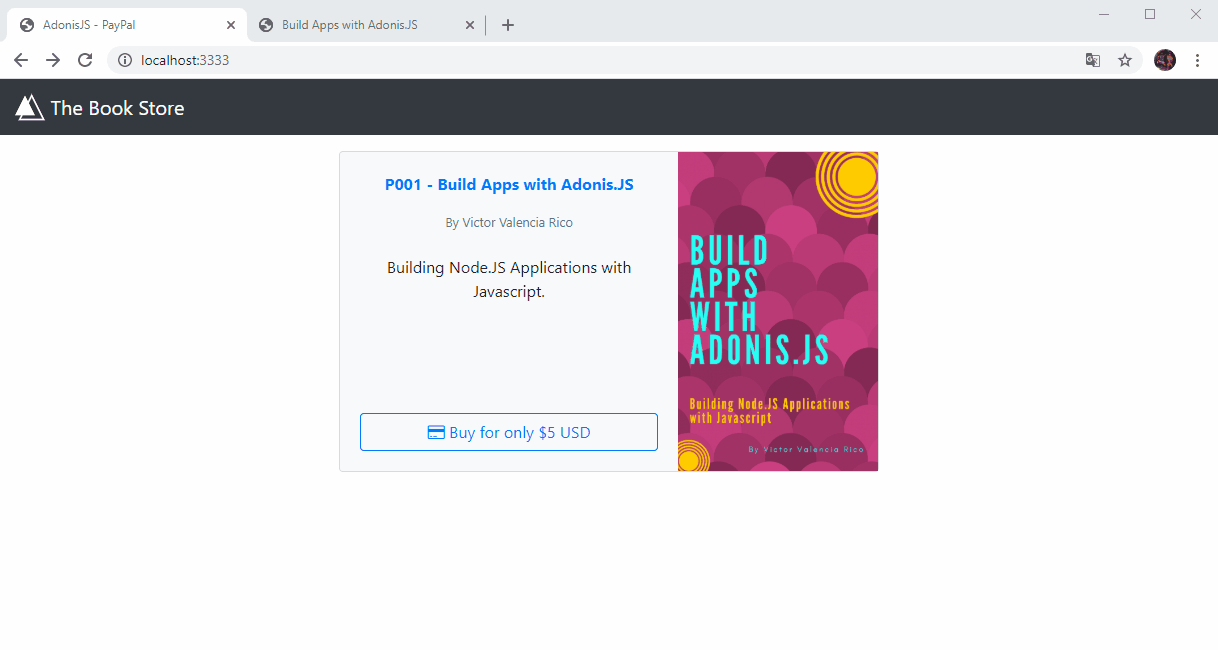 AdonisJS - PayPal
Build Apps with Adonis.JS
localhost:3333
The Book Store
P001 - Build Apps with Adonis.JS
By Victor Valencia Rico
Building Node.JS Applications with
Javascript.
Buy for only $5 USD
BUILD
APPS
WITH
ADONIS.JS
Building Node.JS Applications
with Javascript
By Victor Valencia Rico